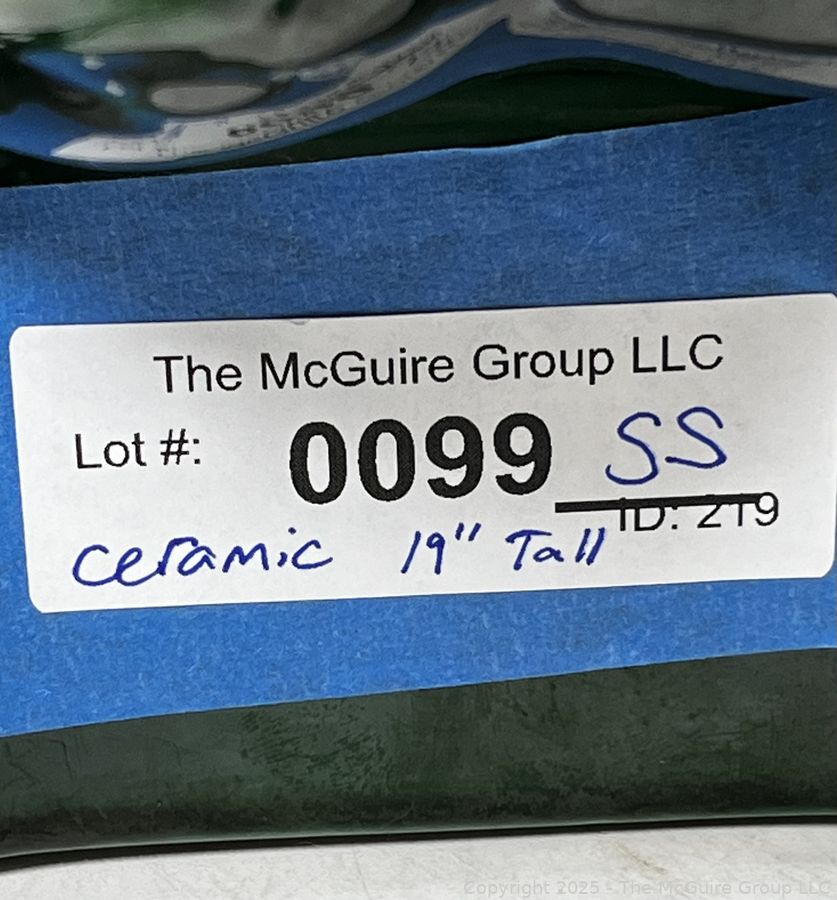 The McGuire Group LLC
Lot #: 0099 SS
ID: 219
ceramic 19" Tall
Copyright 2025 - The McGuire Group LLC